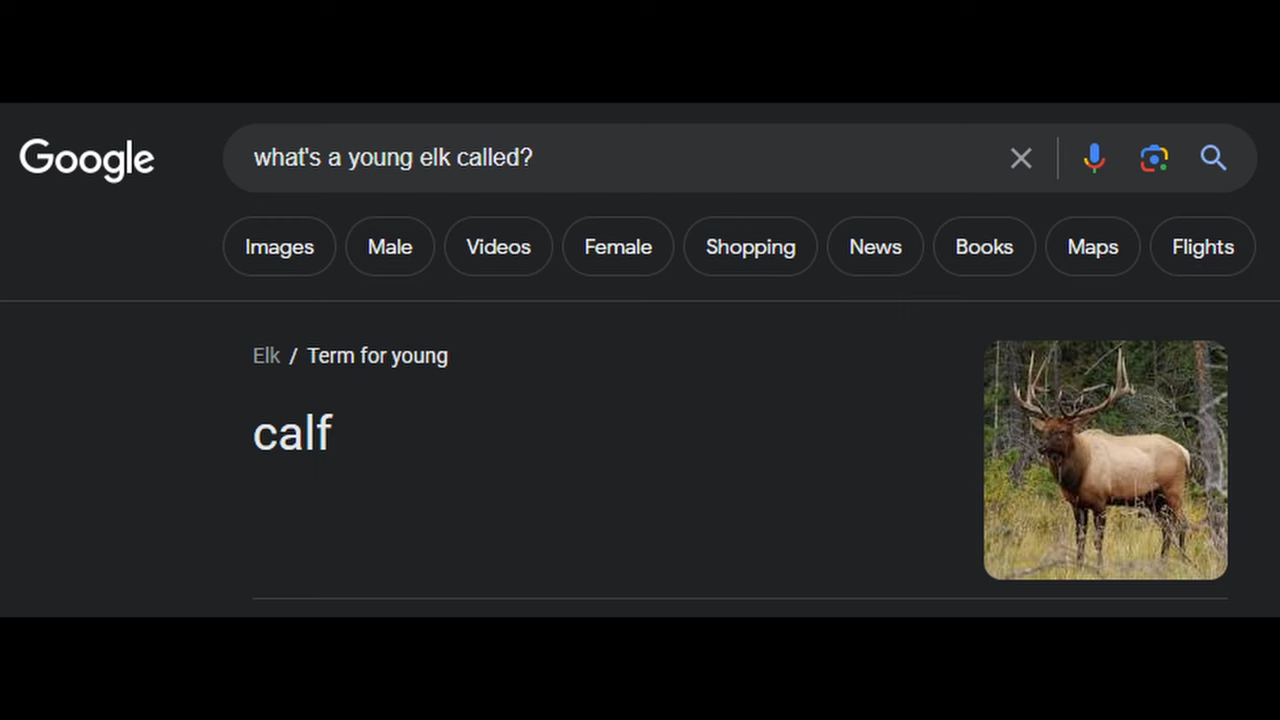 Google
what's a young elk called?
Images Male Videos Female Shopping News Books Maps Flights
Elk / Term for young
calf